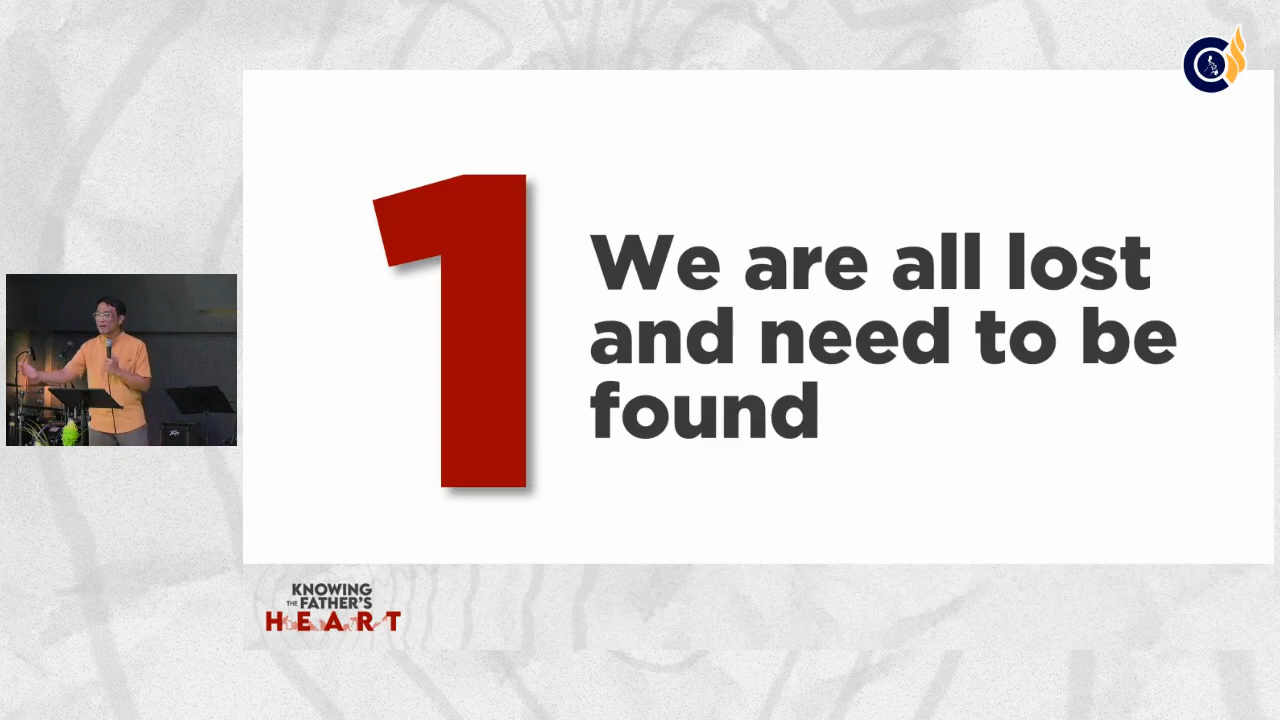 1
We are all lost
and need to be
found
KNOWING
THE FATHER'S
HEART